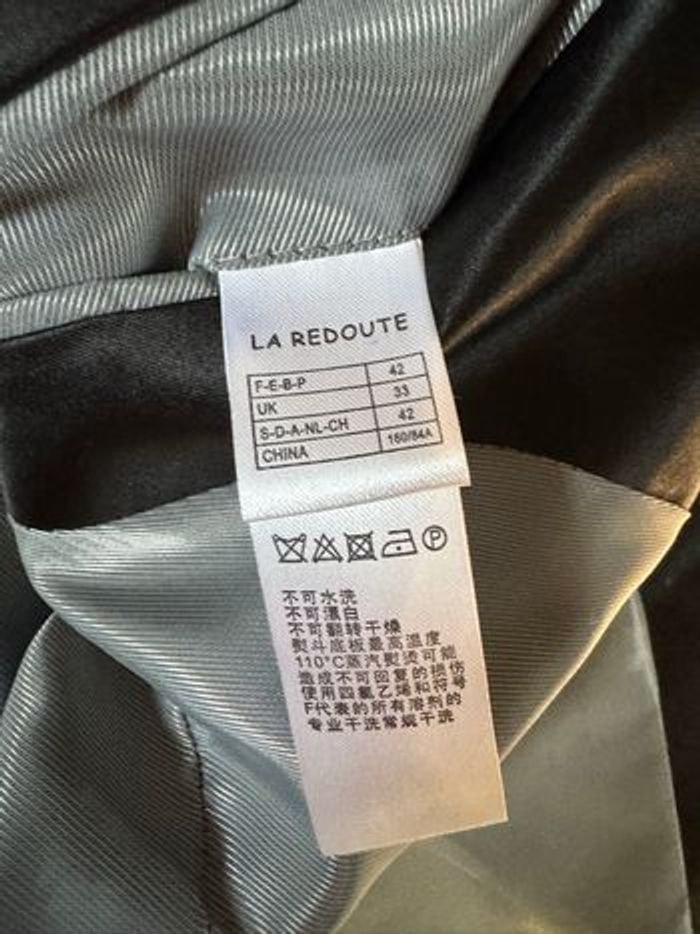 LA REDOUTE
F-E-B-P 42
UK 33
S-D-A-NL-CH 42
CHINA 160/84A
P
不可水洗
不可漂白
不可翻转干燥
熨斗底板最高温度
110°C蒸汽熨烫可能
造成不可回复的损伤
使用四氯乙烯和符号
F代表的所有溶剂的
专业干洗常规干洗